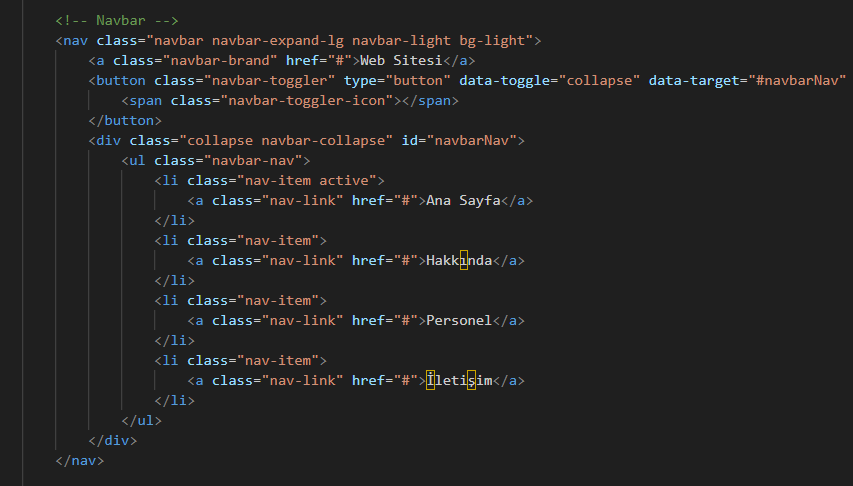 <!-- Navbar -->
<nav class="navbar navbar-expand-lg navbar-light bg-light">
    <a class="navbar-brand" href="#">Web Sitesi</a>
    <button class="navbar-toggler" type="button" data-toggle="collapse" data-target="#navbarNav"
        <span class="navbar-toggler-icon"></span>
    </button>
    <div class="collapse navbar-collapse" id="navbarNav">
        <ul class="navbar-nav">
            <li class="nav-item active">
                <a class="nav-link" href="#">Ana Sayfa</a>
            </li>
            <li class="nav-item">
                <a class="nav-link" href="#">Hakkında</a>
            </li>
            <li class="nav-item">
                <a class="nav-link" href="#">Personel</a>
            </li>
            <li class="nav-item">
                <a class="nav-link" href="#">İletişim</a>
            </li>
        </ul>
    </div>
</nav>